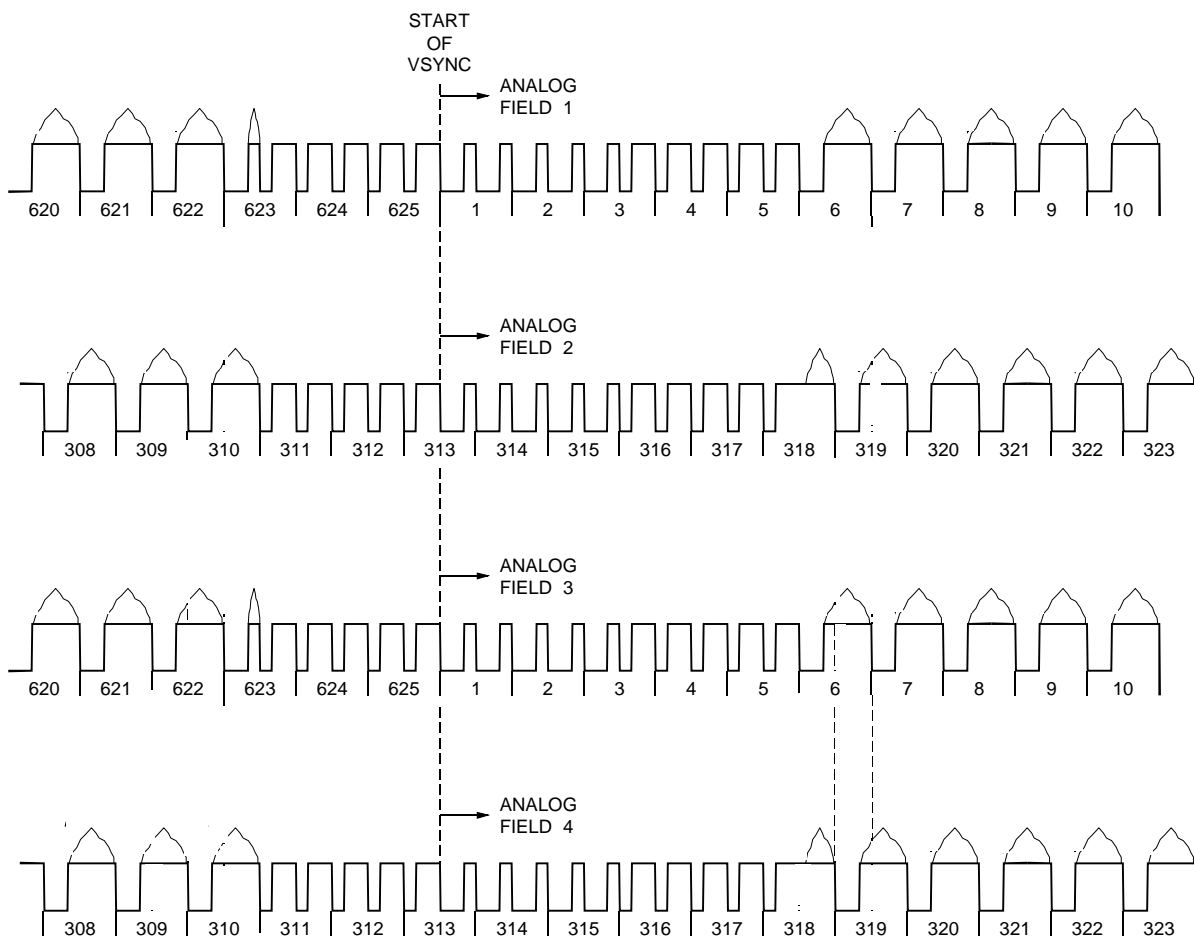 START
OF
VSYNC
ANALOG
FIELD 1
620 621 622 623 624 625 1 2 3 4 5 6 7 8 9 10
ANALOG
FIELD 2
308 309 310 311 312 313 314 315 316 317 318 319 320 321 322 323
ANALOG
FIELD 3
620 621 622 623 624 625 1 2 3 4 5 6 7 8 9 10
ANALOG
FIELD 4
308 309 310 311 312 313 314 315 316 317 318 319 320 321 322 323